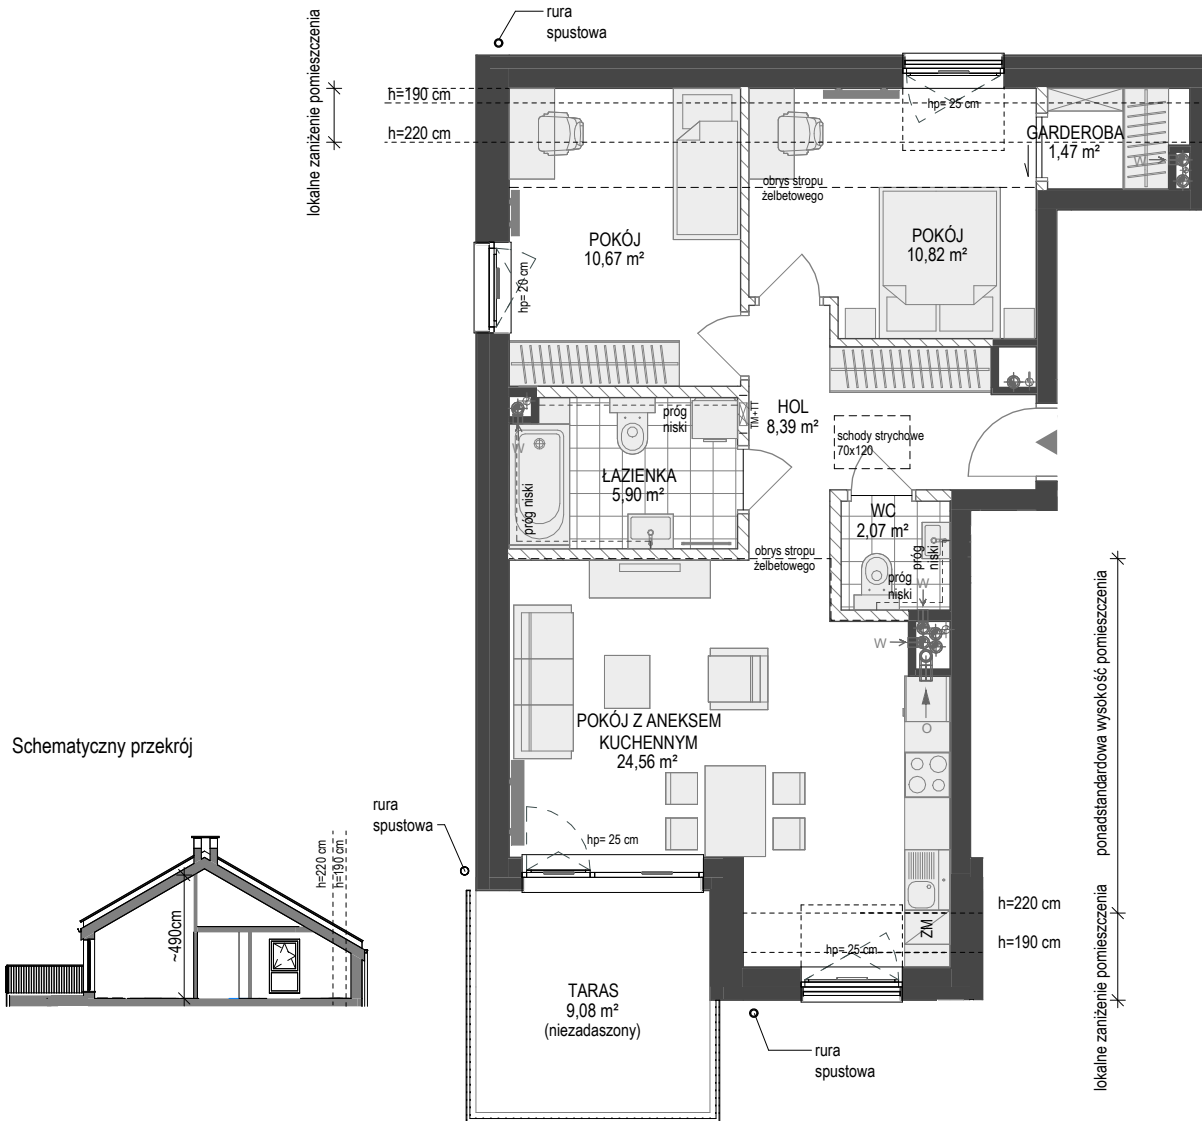 rura
spustowa
lokalne zaniżenie pomieszczenia
h=190 cm
h=220 cm
hp= 25 cm
GARDEROBA
1,47 m²
W
obrys stropu
żelbetowego
POKÓJ
10,67 m²
POKÓJ
10,82 m²
hp= 20 cm
HOL
8,39 m²
TM+TT
próg
niski
schody strychowe
70x120
W
ŁAZIENKA
5,90 m²
próg niski
WC
2,07 m²
próg
niski
próg
niski
W
W
obrys stropu
żelbetowego
ponadstandardowa wysokość pomieszczenia
POKÓJ Z ANEKSEM
KUCHENNYM
24,56 m²
Schematyczny przekrój
rura
spustowa
hp= 25 cm
h=220 cm
h=190 cm
~490cm
ZM
h=220 cm
h=190 cm
hp= 25 cm
lokalne zaniżenie pomieszczenia
TARAS
9,08 m²
(niezadaszony)
rura
spustowa